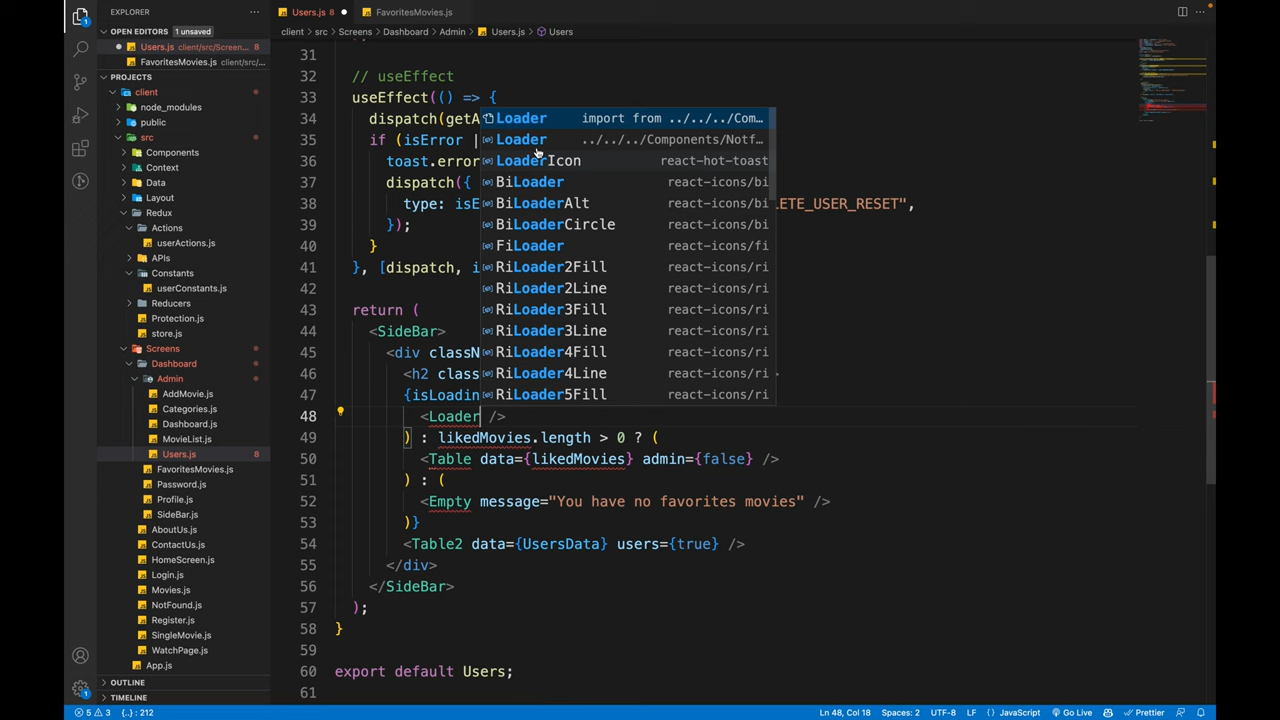 EXPLORER
OPEN EDITORS 1 unsaved
Users.js client/src/Screen... 8
FavoritesMovies.js client/src/...
PROJECTS
client
node_modules
public
src
Components
Context
Data
Layout
Redux
Actions
userActions.js
APIs
Constants
userConstants.js
Reducers
Protection.js
store.js
Screens
Dashboard
Admin
AddMovie.js
Categories.js
Dashboard.js
MovieList.js
Users.js 8
FavoritesMovies.js
Password.js
Profile.js
SideBar.js
AboutUs.js
ContactUs.js
HomeScreen.js
Login.js
Movies.js
NotFound.js
Register.js
SingleMovie.js
WatchPage.js
App.js
OUTLINE
TIMELINE
Users.js FavoritesMovies.js
client > src > Screens > Dashboard > Admin > Users.js > Users
31
32 // useEffect
33 useEffect(() => {
34 dispatch(getA
35 if (isError |
36 toast.error
37 dispatch({
38 type: isE LETE_USER_RESET",
39 });
40 }
41 }, [dispatch, i
42
43 return (
44 <SideBar>
45 <div classN
46 <h2 class
47 {isLoadin
48 <Loader />
49 ) : likedMovies.length > 0 ? (
50 <Table data={likedMovies} admin={false} />
51 ) : (
52 <Empty message="You have no favorites movies" />
53 )}
54 <Table2 data={UsersData} users={true} />
55 </div>
56 </SideBar>
57 );
58 }
59
60 export default Users;
61
Loader import from ../../../Com...
Loader ../../../Components/Notf...
LoaderIcon react-hot-toast
BiLoader react-icons/bi
BiLoaderAlt react-icons/bi
BiLoaderCircle react-icons/bi
FiLoader react-icons/fi
RiLoader2Fill react-icons/ri
RiLoader2Line react-icons/ri
RiLoader3Fill react-icons/ri
RiLoader3Line react-icons/ri
RiLoader4Fill react-icons/ri
RiLoader4Line react-icons/ri
RiLoader5Fill react-icons/ri
1
1
5 3 {..} : 212 Ln 48, Col 18 Spaces: 2 UTF-8 LF {} JavaScript Go Live Prettier